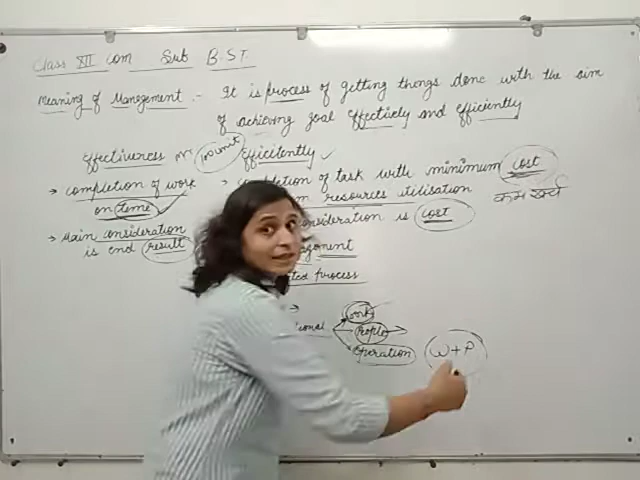 Class XII com Sub B.ST.
Meaning of Management :- It is process of getting things done with the aim
of achieving goal effectively and efficiently
effectiveness efficiently
→ completion of work → completion of task with minimum cost
on time resources utilisation कम खर्च
onsideration is cost
→ Main consideration
is end result
process
→
work
People
Operation W+P